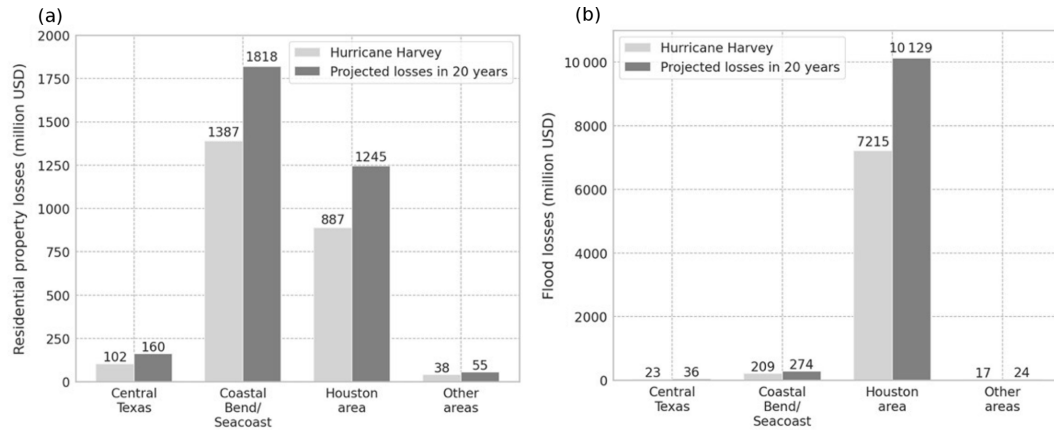 (a)
Residential property losses (million USD)
2000
1750
1500
1250
1000
750
500
250
0
Hurricane Harvey
Projected losses in 20 years
102
160
1387
1818
887
1245
38
55
Central
Texas
Coastal
Bend/
Seacoast
Houston
area
Other
areas
(b)
Flood losses (million USD)
10 000
8000
6000
4000
2000
0
Hurricane Harvey
Projected losses in 20 years
23
36
209
274
7215
10 129
17
24
Central
Texas
Coastal
Bend/
Seacoast
Houston
area
Other
areas